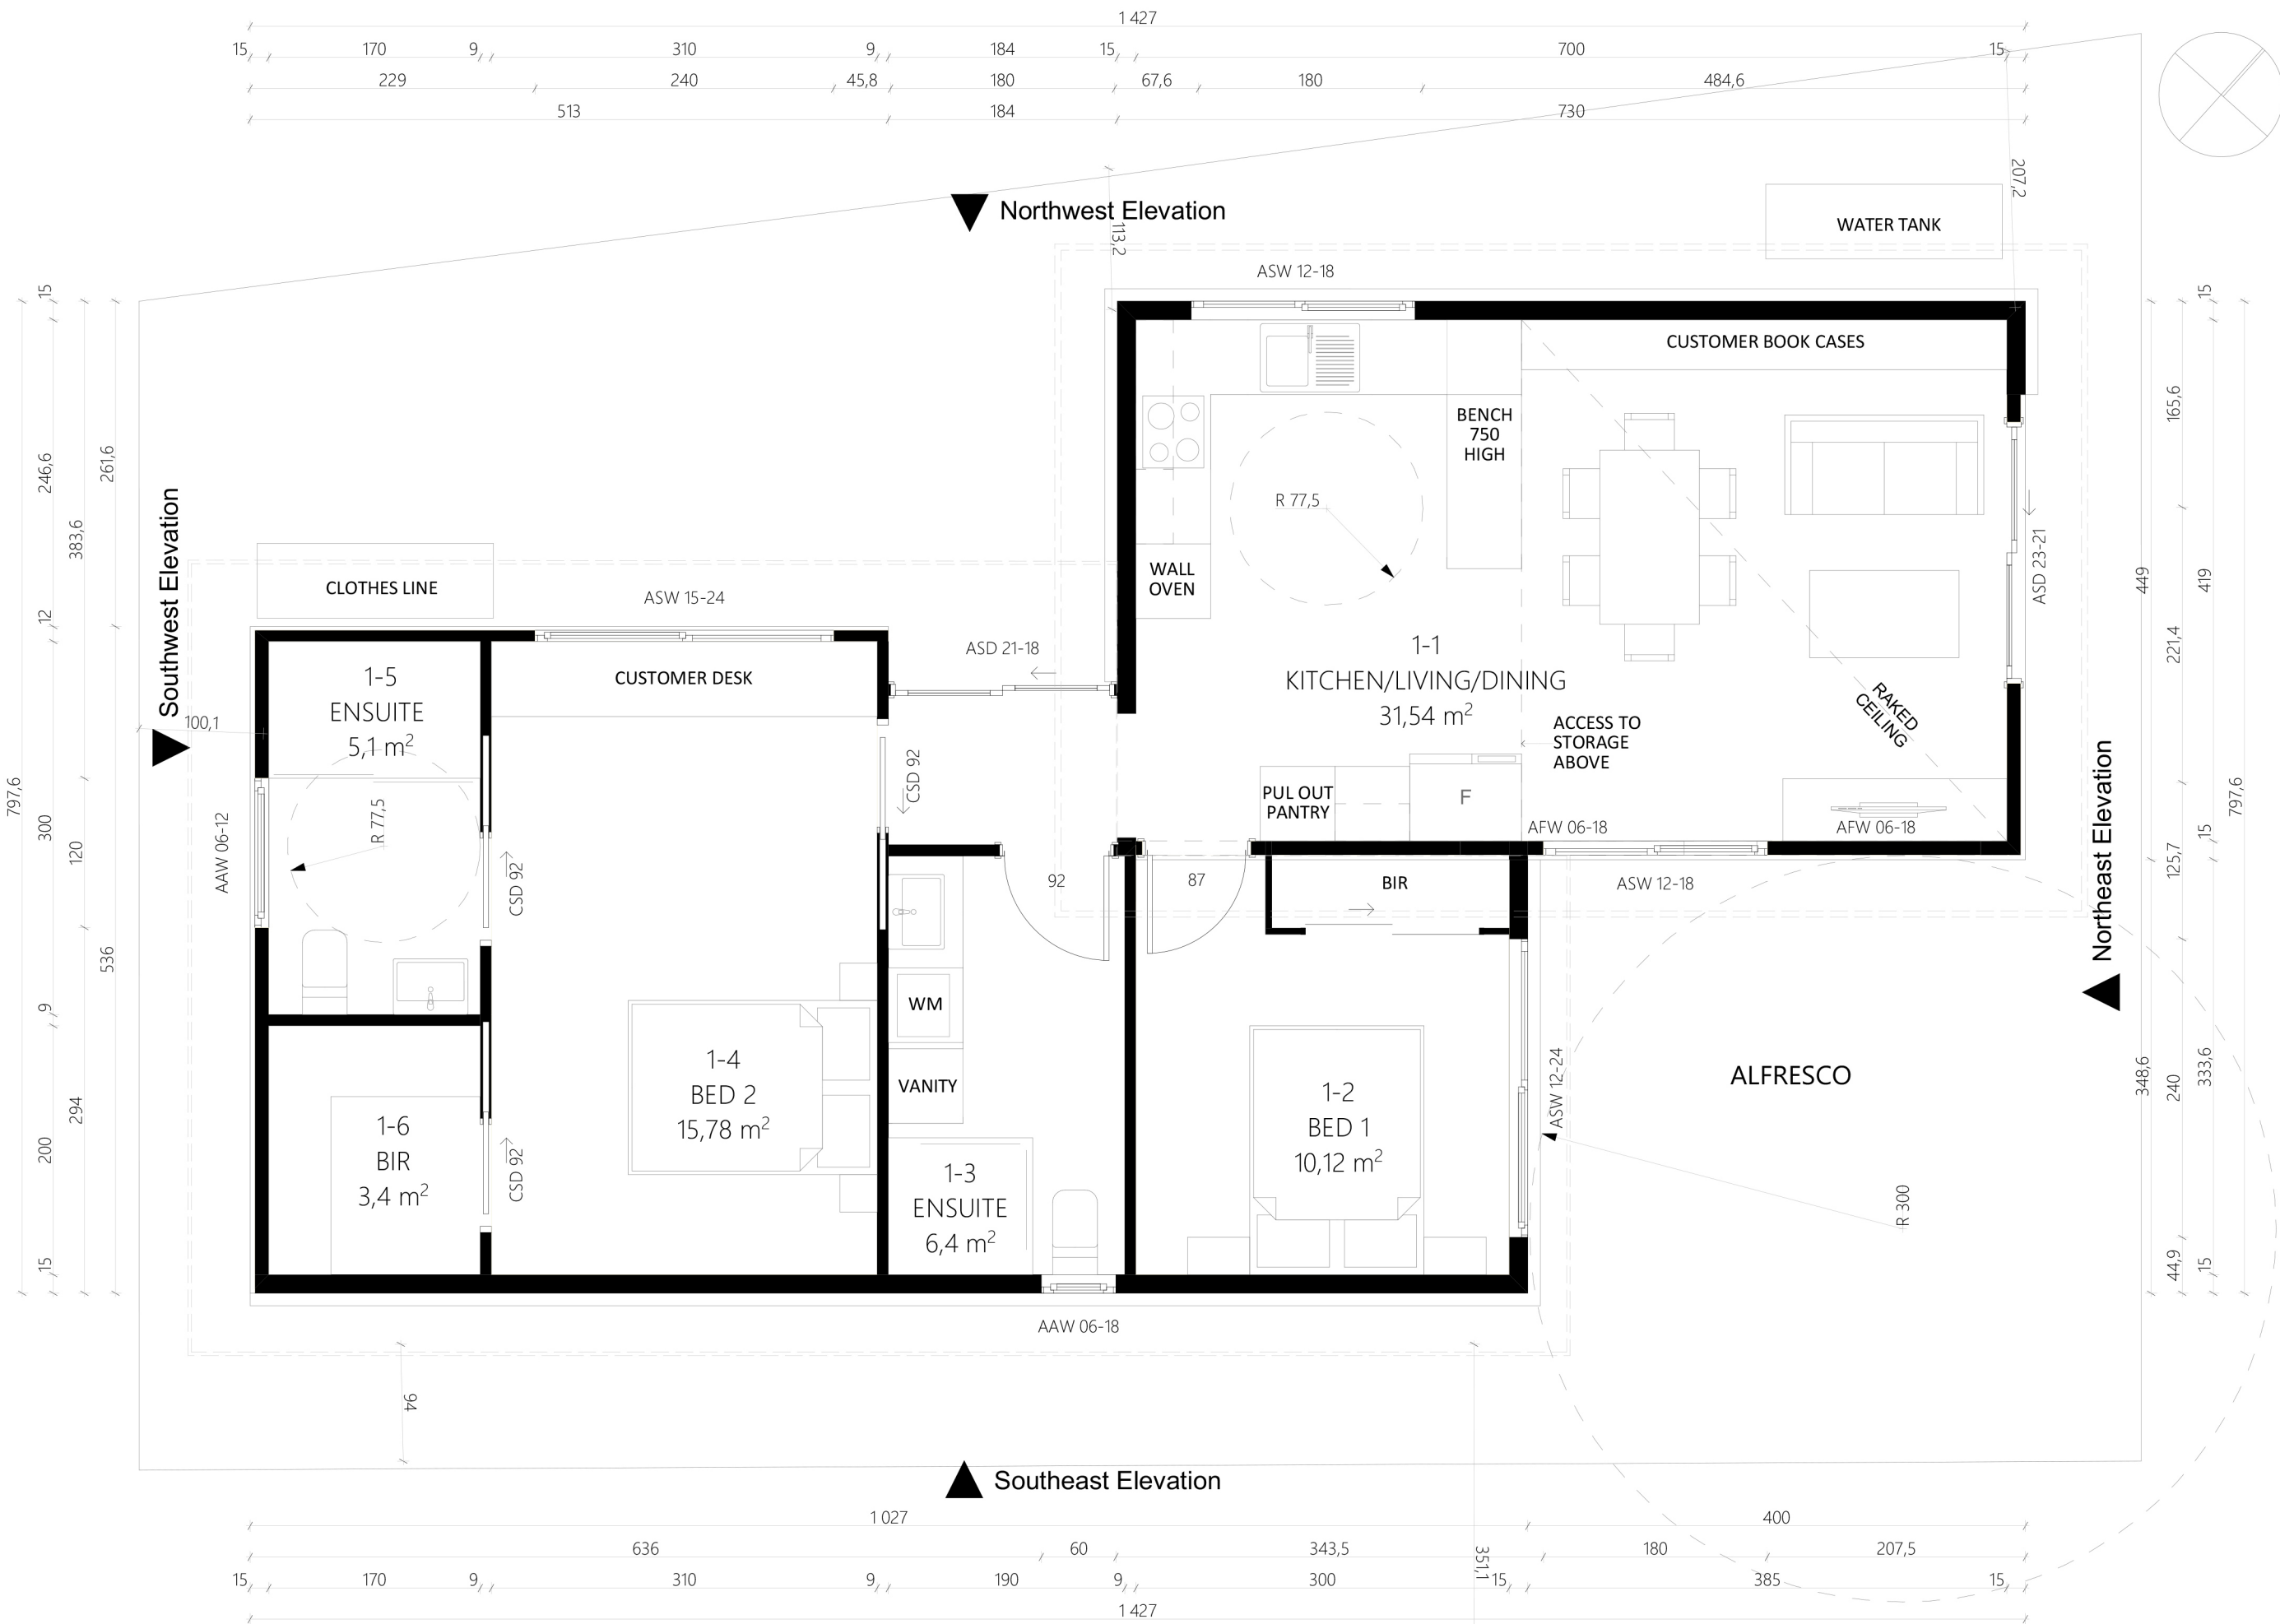 1 427
15 170 9 310 9 184 15 700 15
229 240 45,8 180 67,6 180 484,6
513 184 730
207,2
113,2
Northwest Elevation
WATER TANK
ASW 12-18
CUSTOMER BOOK CASES
BENCH
750
HIGH
R 77,5
WALL
OVEN
ASD 23-21
1-1
KITCHEN/LIVING/DINING
31,54 m²
RAKED
CEILING
ACCESS TO
STORAGE
ABOVE
PUL OUT
PANTRY
F
AFW 06-18
AFW 06-18
ASW 12-18
Southwest Elevation
100,1
CLOTHES LINE
ASW 15-24
ASD 21-18
CUSTOMER DESK
1-5
ENSUITE
5,1 m²
R 77,5
AAW 06-12
CSD 92
CSD 92
CSD 92
92
87
BIR
WM
VANITY
1-4
BED 2
15,78 m²
1-6
BIR
3,4 m²
1-3
ENSUITE
6,4 m²
1-2
BED 1
10,12 m²
ASW 12-24
ALFRESCO
R 300
Northeast Elevation
AAW 06-18
94
351,1
Southeast Elevation
797,6
15 246,6 12 300 9 200 15
383,6 120 294
261,6 536
449 348,6
165,6 221,4 125,7 240 44,9
15 419 15 333,6 15
797,6
1 027 400
636 60 343,5 180 207,5
15 170 9 310 9 190 9 300 15 385 15
1 427